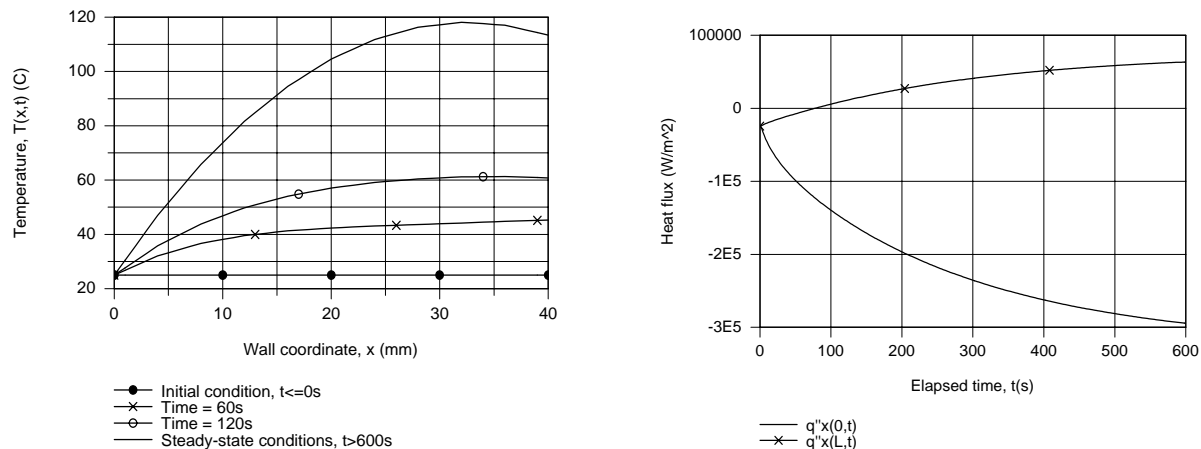 Temperature, T(x,t) (C)
120
100
80
60
40
20
0
10
20
30
40
Wall coordinate, x (mm)
Initial condition, t<=0s
Time = 60s
Time = 120s
Steady-state conditions, t>600s
Heat flux (W/m^2)
100000
0
-1E5
-2E5
-3E5
0
100
200
300
400
500
600
Elapsed time, t(s)
q"x(0,t)
q"x(L,t)